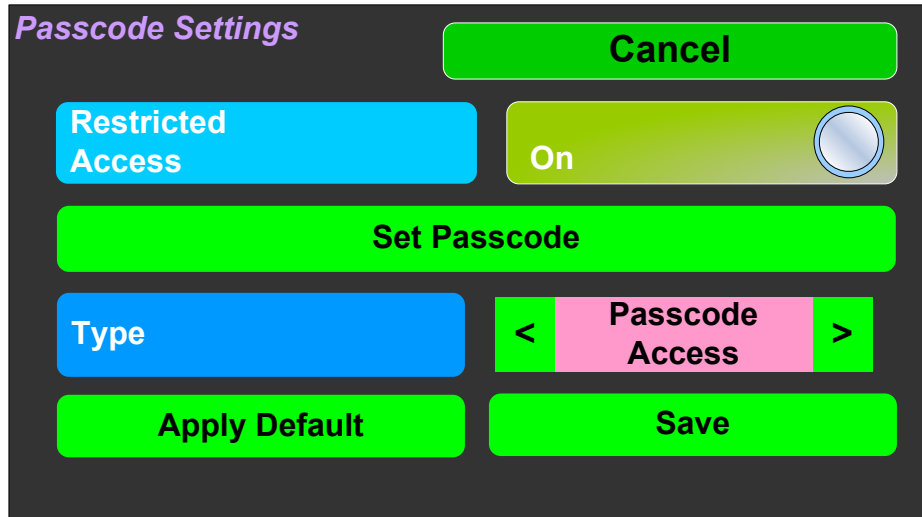 Passcode Settings
Cancel
Restricted
Access
On
Set Passcode
Type
<
Passcode
Access
>
Apply Default
Save